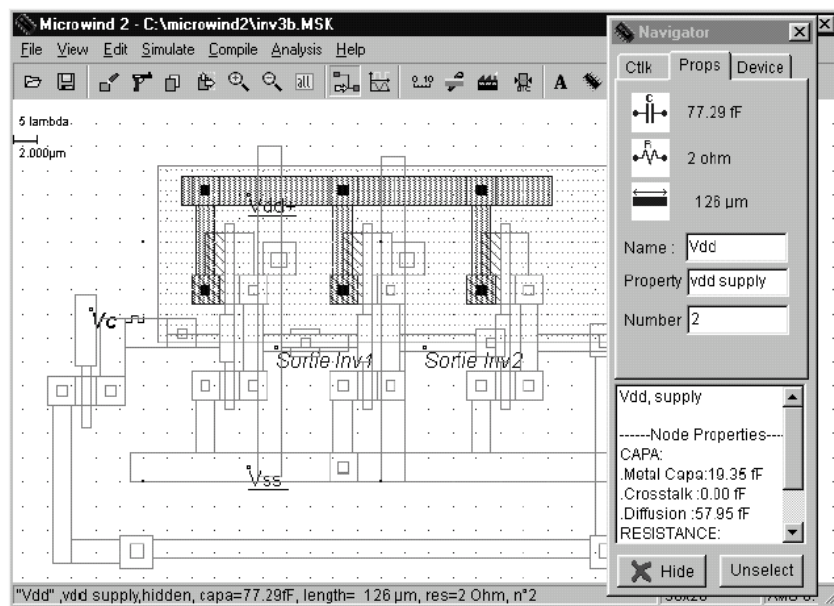 Microwind 2 - C:\microwind2\inv3b.MSK
File View Edit Simulate Compile Analysis Help
all
0..10
A
5 lambda
2.000µm
Vdd+
Vc
Sortie Inv1
Sortie Inv2
Vss
Navigator
Ctlk Props Device
C
77.29 fF
R
2 ohm
126 µm
Name : Vdd
Property vdd supply
Number 2
Vdd, supply
------Node Properties---
CAPA:
.Metal Capa:19.35 fF
.Crosstalk :0.00 fF
.Diffusion :57.95 fF
RESISTANCE:
Hide Unselect
"Vdd" ,vdd supply,hidden, capa=77.29fF, length= 126 µm, res=2 Ohm, n°2